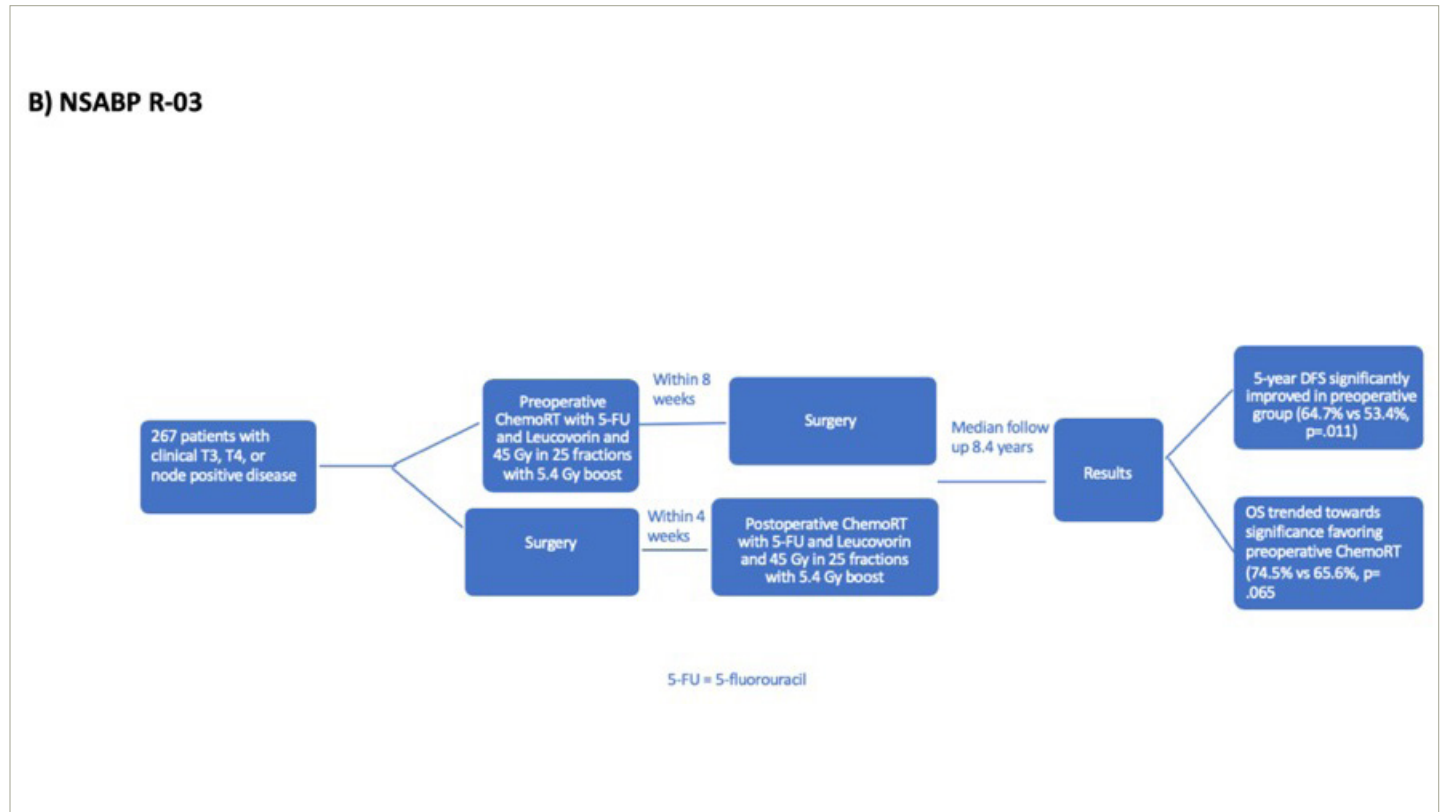 B) NSABP R-03
267 patients with
clinical T3, T4, or
node positive disease
Preoperative
ChemoRT with 5-FU
and Leucovorin and
45 Gy in 25 fractions
with 5.4 Gy boost
Within 8
weeks
Surgery
Surgery
Within 4
weeks
Postoperative ChemoRT
with 5-FU and Leucovorin
and 45 Gy in 25 fractions
with 5.4 Gy boost
Median follow
up 8.4 years
Results
5-year DFS significantly
improved in preoperative
group (64.7% vs 53.4%,
p=.011)
OS trended towards
significance favoring
preoperative ChemoRT
(74.5% vs 65.6%, p=
.065
5-FU = 5-fluorouracil